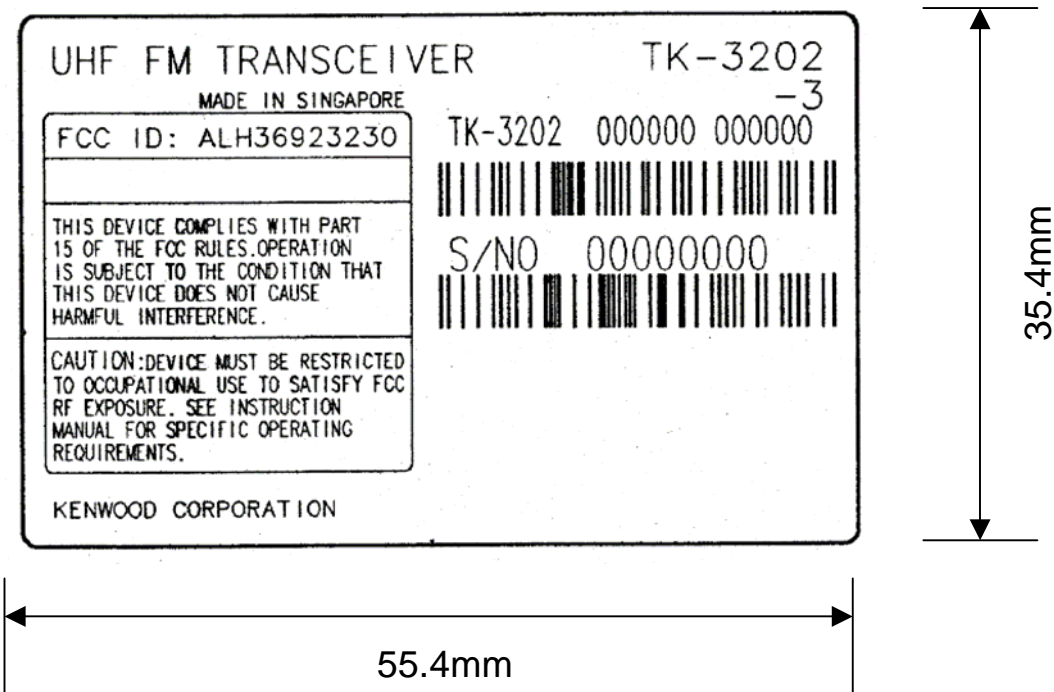 UHF FM TRANSCEIVER
TK-3202
-3
MADE IN SINGAPORE
FCC ID: ALH36923230
TK-3202 000000 000000
THIS DEVICE COMPLIES WITH PART
15 OF THE FCC RULES.OPERATION
IS SUBJECT TO THE CONDITION THAT
THIS DEVICE DOES NOT CAUSE
HARMFUL INTERFERENCE.
S/NO 00000000
CAUTION:DEVICE MUST BE RESTRICTED
TO OCCUPATIONAL USE TO SATISFY FCC
RF EXPOSURE. SEE INSTRUCTION
MANUAL FOR SPECIFIC OPERATING
REQUIREMENTS.
KENWOOD CORPORATION
35.4mm
55.4mm